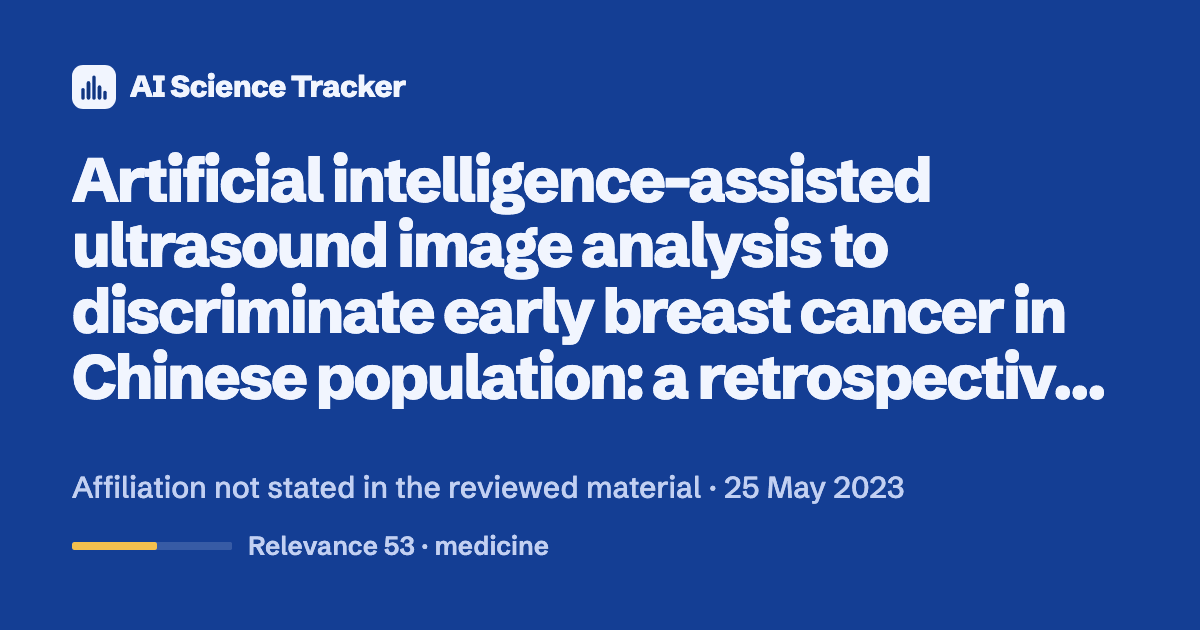 AI Science Tracker
Artificial intelligence-assisted
ultrasound image analysis to
discriminate early breast cancer in
Chinese population: a retrospectiv...
Affiliation not stated in the reviewed material · 25 May 2023
Relevance 53 · medicine